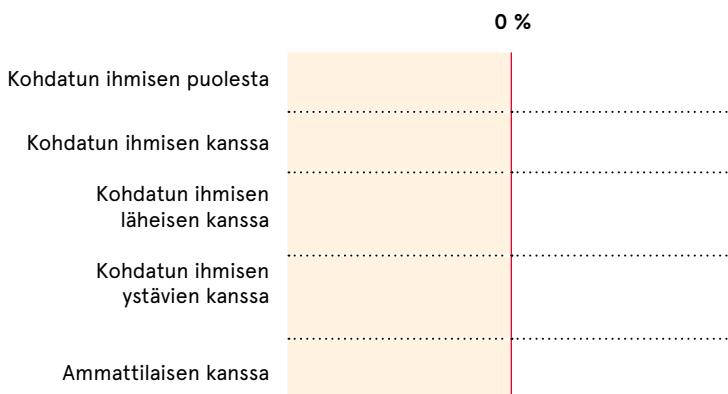 0 %
Kohdatun ihmisen puolesta
Kohdatun ihmisen kanssa
Kohdatun ihmisen
läheisen kanssa
Kohdatun ihmisen
ystävien kanssa
Ammattilaisen kanssa